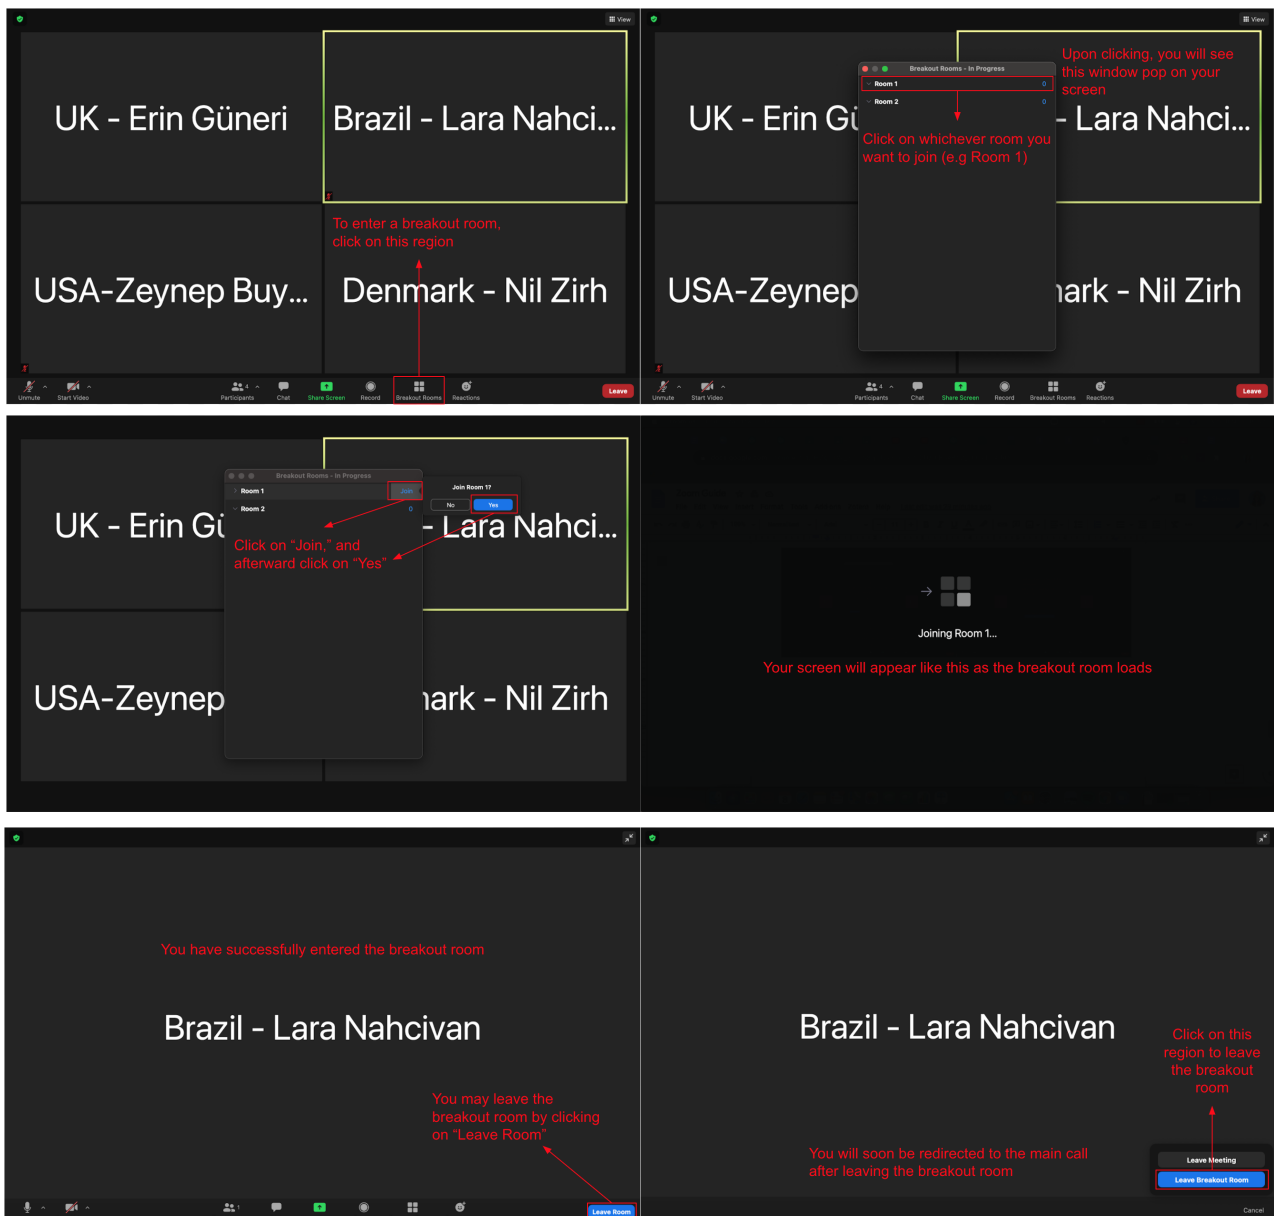 View
UK - Erin Güneri
Brazil - Lara Nahci...
To enter a breakout room,
click on this region
USA-Zeynep Buy...
Denmark - Nil Zirh
Unmute
Start Video
4
Participants
Chat
Share Screen
Record
Breakout Rooms
Reactions
Leave
View
Breakout Rooms - In Progress
Room 1
0
Room 2
0
Upon clicking, you will see
this window pop on your
screen
Click on whichever room you
want to join (e.g Room 1)
UK - Erin Gü
- Lara Nahci...
USA-Zeynep
nark - Nil Zirh
Unmute
Start Video
4
Participants
Chat
Share Screen
Record
Breakout Rooms
Reactions
Leave
Breakout Rooms - In Progress
Room 1
Join
Room 2
0
Join Room 1?
No
Yes
UK - Erin Gü
- Lara Nahci...
Click on “Join,” and
afterward click on “Yes”
USA-Zeynep
nark - Nil Zirh
Joining Room 1...
Your screen will appear like this as the breakout room loads
You have successfully entered the breakout room
Brazil - Lara Nahcivan
You may leave the
breakout room by clicking
on “Leave Room”
1
Leave Room
Brazil - Lara Nahcivan
Click on this
region to leave
the breakout
room
You will soon be redirected to the main call
after leaving the breakout room
Leave Meeting
Leave Breakout Room
Cancel